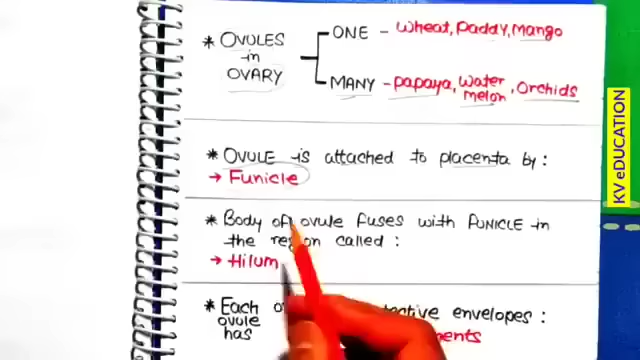 * OVULES in OVARY
ONE - Wheat, Paddy, Mango
MANY - Papaya, Water melon, Orchids
* OVULE is attached to placenta by :
→ Funicle
* Body of ovule fuses with FUNICLE in
the region called :
→ Hilum
* Each
ovule
has
envelopes :
KV eDUCATION